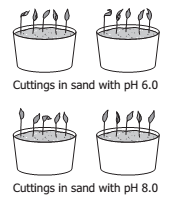 Cuttings in sand with pH 6.0
Cuttings in sand with pH 8.0